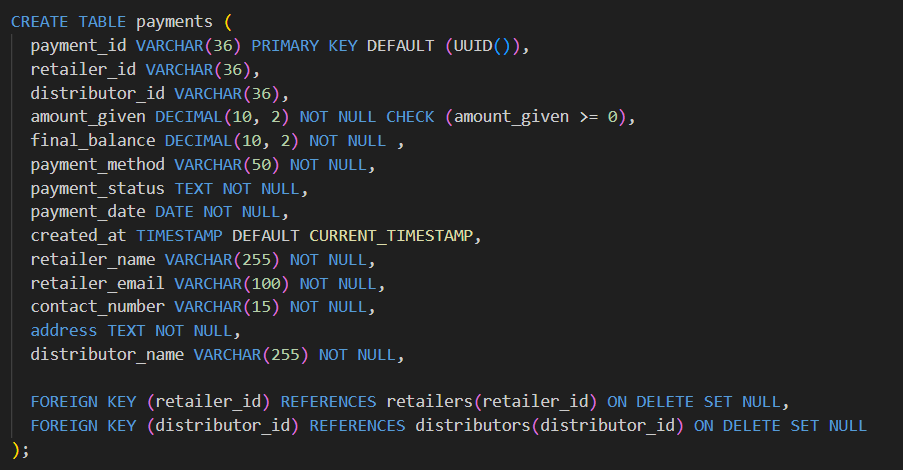 CREATE TABLE payments (
payment_id VARCHAR(36) PRIMARY KEY DEFAULT (UUID()),
retailer_id VARCHAR(36),
distributor_id VARCHAR(36),
amount_given DECIMAL(10, 2) NOT NULL CHECK (amount_given >= 0),
final_balance DECIMAL(10, 2) NOT NULL ,
payment_method VARCHAR(50) NOT NULL,
payment_status TEXT NOT NULL,
payment_date DATE NOT NULL,
created_at TIMESTAMP DEFAULT CURRENT_TIMESTAMP,
retailer_name VARCHAR(255) NOT NULL,
retailer_email VARCHAR(100) NOT NULL,
contact_number VARCHAR(15) NOT NULL,
address TEXT NOT NULL,
distributor_name VARCHAR(255) NOT NULL,
FOREIGN KEY (retailer_id) REFERENCES retailers(retailer_id) ON DELETE SET NULL,
FOREIGN KEY (distributor_id) REFERENCES distributors(distributor_id) ON DELETE SET NULL
);